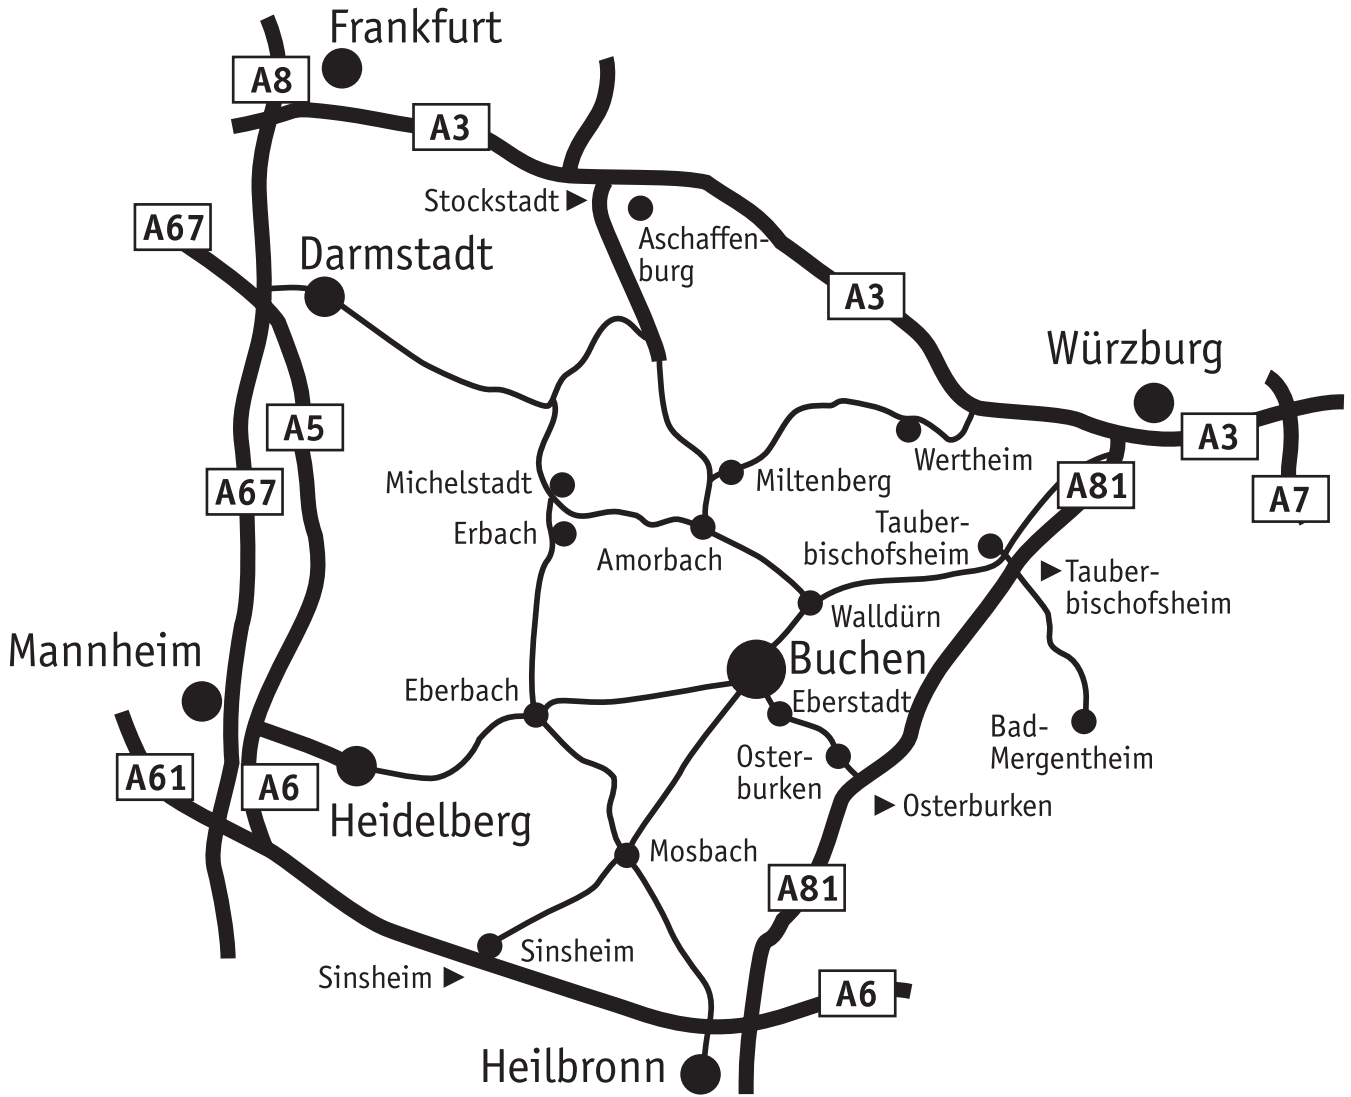 Frankfurt
A8
A3
Stockstadt
A67
Aschaffen-
burg
Darmstadt
A3
Würzburg
A5
A3
Wertheim
Michelstadt
Miltenberg
A81
A67
A7
Tauber-
bischofsheim
Erbach
Amorbach
Tauber-
bischofsheim
Walldürn
Mannheim
Buchen
Eberbach
Eberstadt
Bad-
Mergentheim
Oster-
burken
A61
A6
Osterburken
Heidelberg
Mosbach
A81
Sinsheim
Sinsheim
A6
Heilbronn